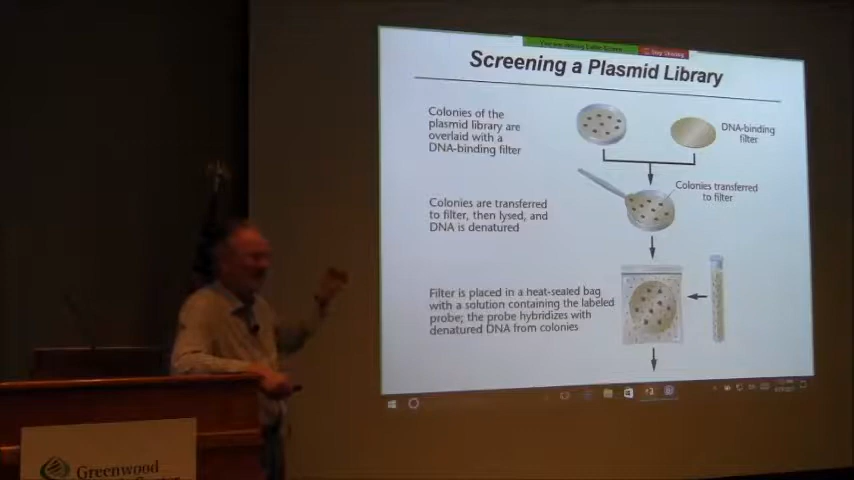 Stop Sharing
Screening a Plasmid Library
Colonies of the
plasmid library are
overlaid with a
DNA-binding filter
DNA-binding
filter
Colonies are transferred
to filter, then lysed, and
DNA is denatured
Colonies transferred
to filter
Filter is placed in a heat-sealed bag
with a solution containing the labeled
probe; the probe hybridizes with
denatured DNA from colonies
Greenwood